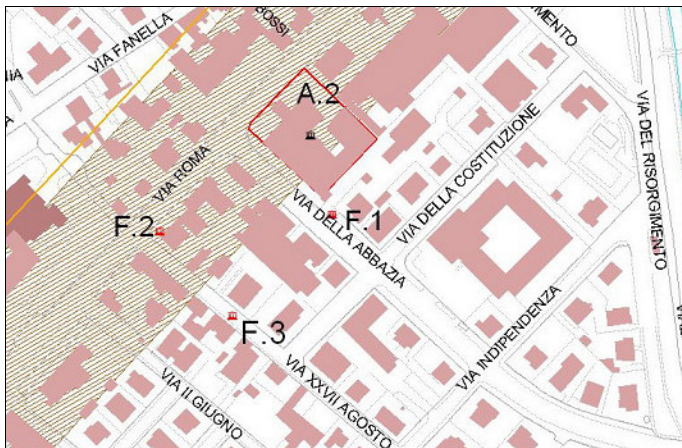 BOSSI
VIA FANELLA
A.2
VIA ROMA
VIA DELLA COSTITUZIONE
VIA DEL RISORGIMENTO
F.1
F.2
VIA DELLA ABBAZIA
F.3
VIA INDIPENDENZA
VIA XXVII AGOSTO
VIA II GIUGNO